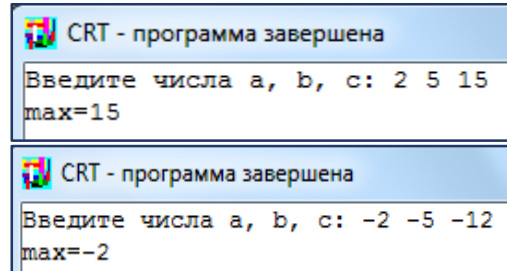 CRT - программа завершена
Введите числа a, b, c: 2 5 15
max=15
CRT - программа завершена
Введите числа a, b, c: -2 -5 -12
max=-2